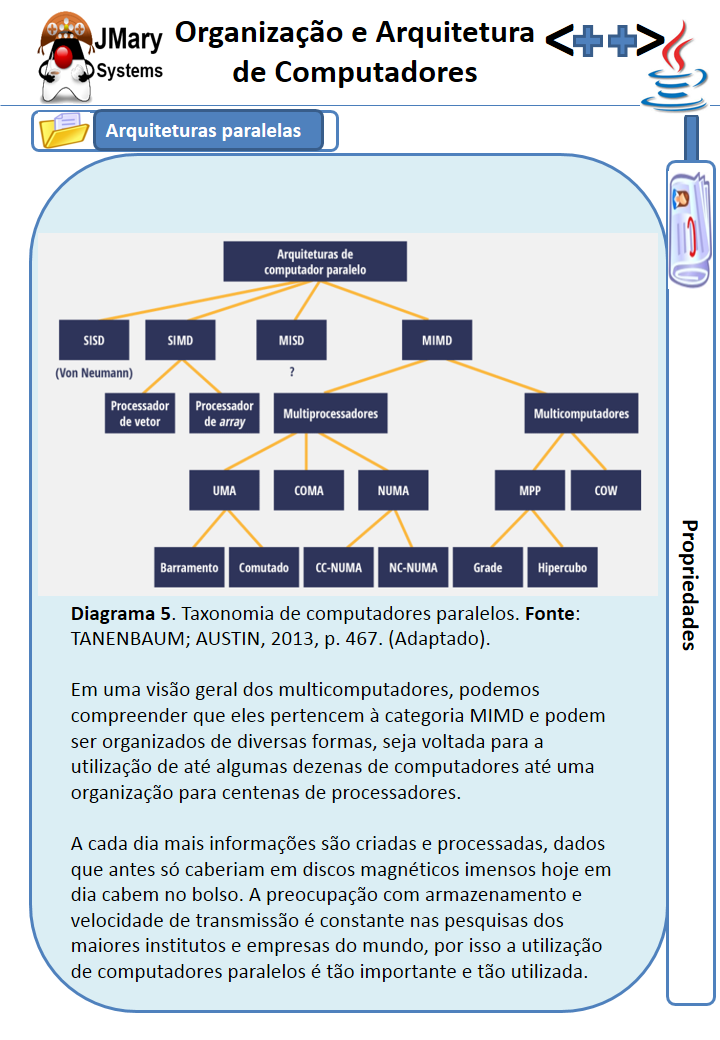 JMary
Systems
Organização e Arquitetura
de Computadores
<++>
Arquiteturas paralelas
Arquiteturas de
computador paralelo
SISD
SIMD
MISD
MIMD
(Von Neumann)
?
Processador
de vetor
Processador
de array
Multiprocessadores
Multicomputadores
UMA
COMA
NUMA
MPP
COW
Barramento
Comutado
CC-NUMA
NC-NUMA
Grade
Hipercubo
Propriedades
Diagrama 5. Taxonomia de computadores paralelos. Fonte:
TANENBAUM; AUSTIN, 2013, p. 467. (Adaptado).
Em uma visão geral dos multicomputadores, podemos
compreender que eles pertencem à categoria MIMD e podem
ser organizados de diversas formas, seja voltada para a
utilização de até algumas dezenas de computadores até uma
organização para centenas de processadores.
A cada dia mais informações são criadas e processadas, dados
que antes só caberiam em discos magnéticos imensos hoje em
dia cabem no bolso. A preocupação com armazenamento e
velocidade de transmissão é constante nas pesquisas dos
maiores institutos e empresas do mundo, por isso a utilização
de computadores paralelos é tão importante e tão utilizada.